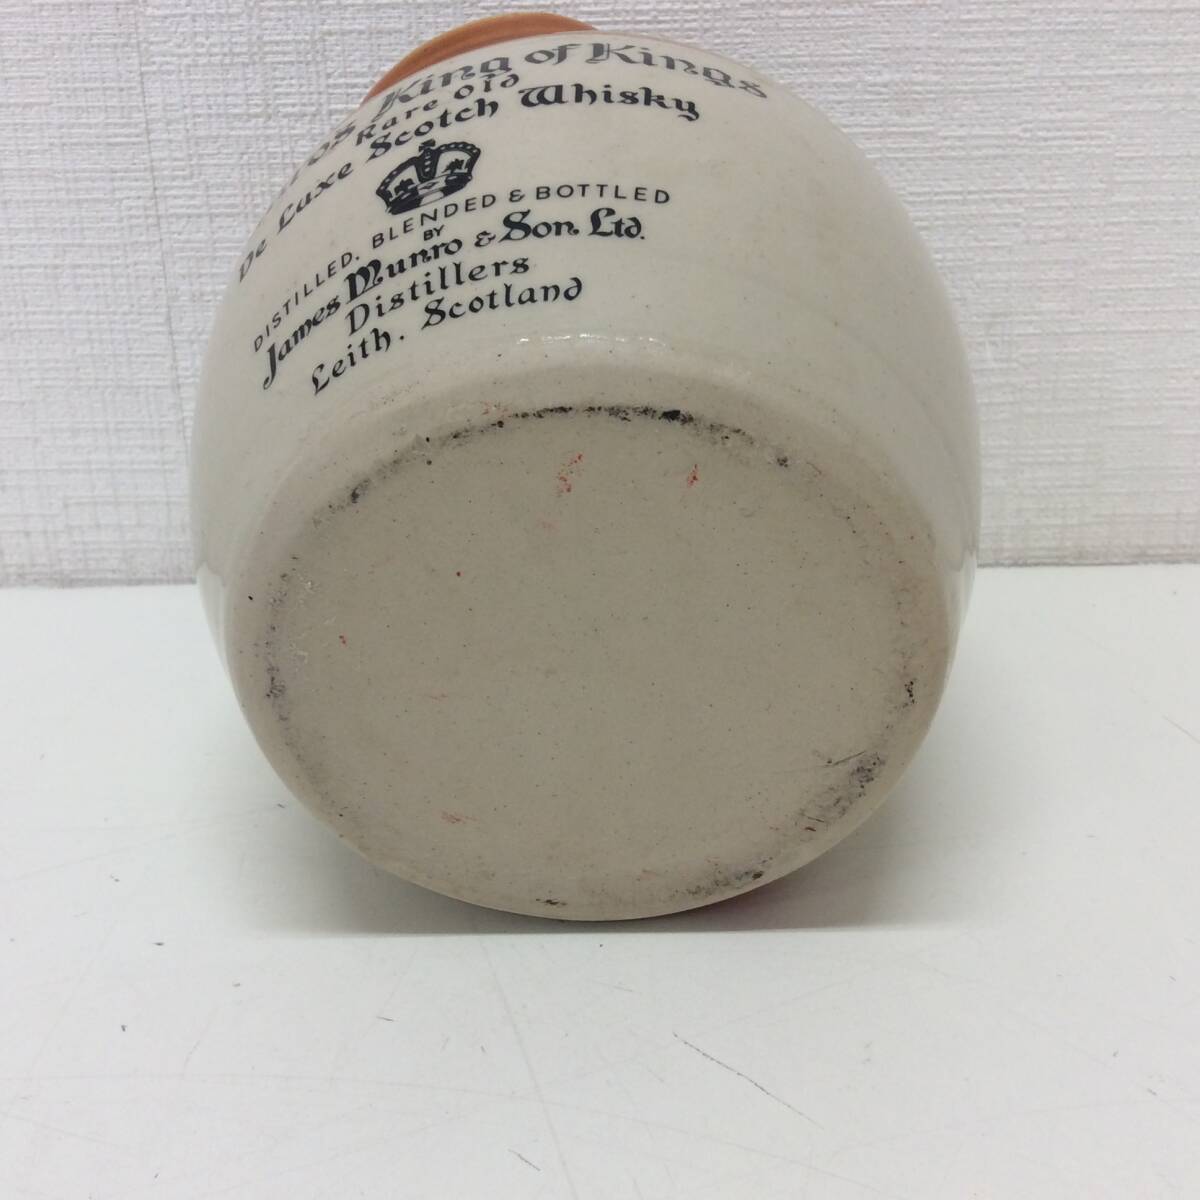 King of Kings
Rare Old
De Luxe Scotch Whisky
DISTILLED, BLENDED & BOTTLED
BY
James Munro & Son Ltd.
Distillers
Leith. Scotland